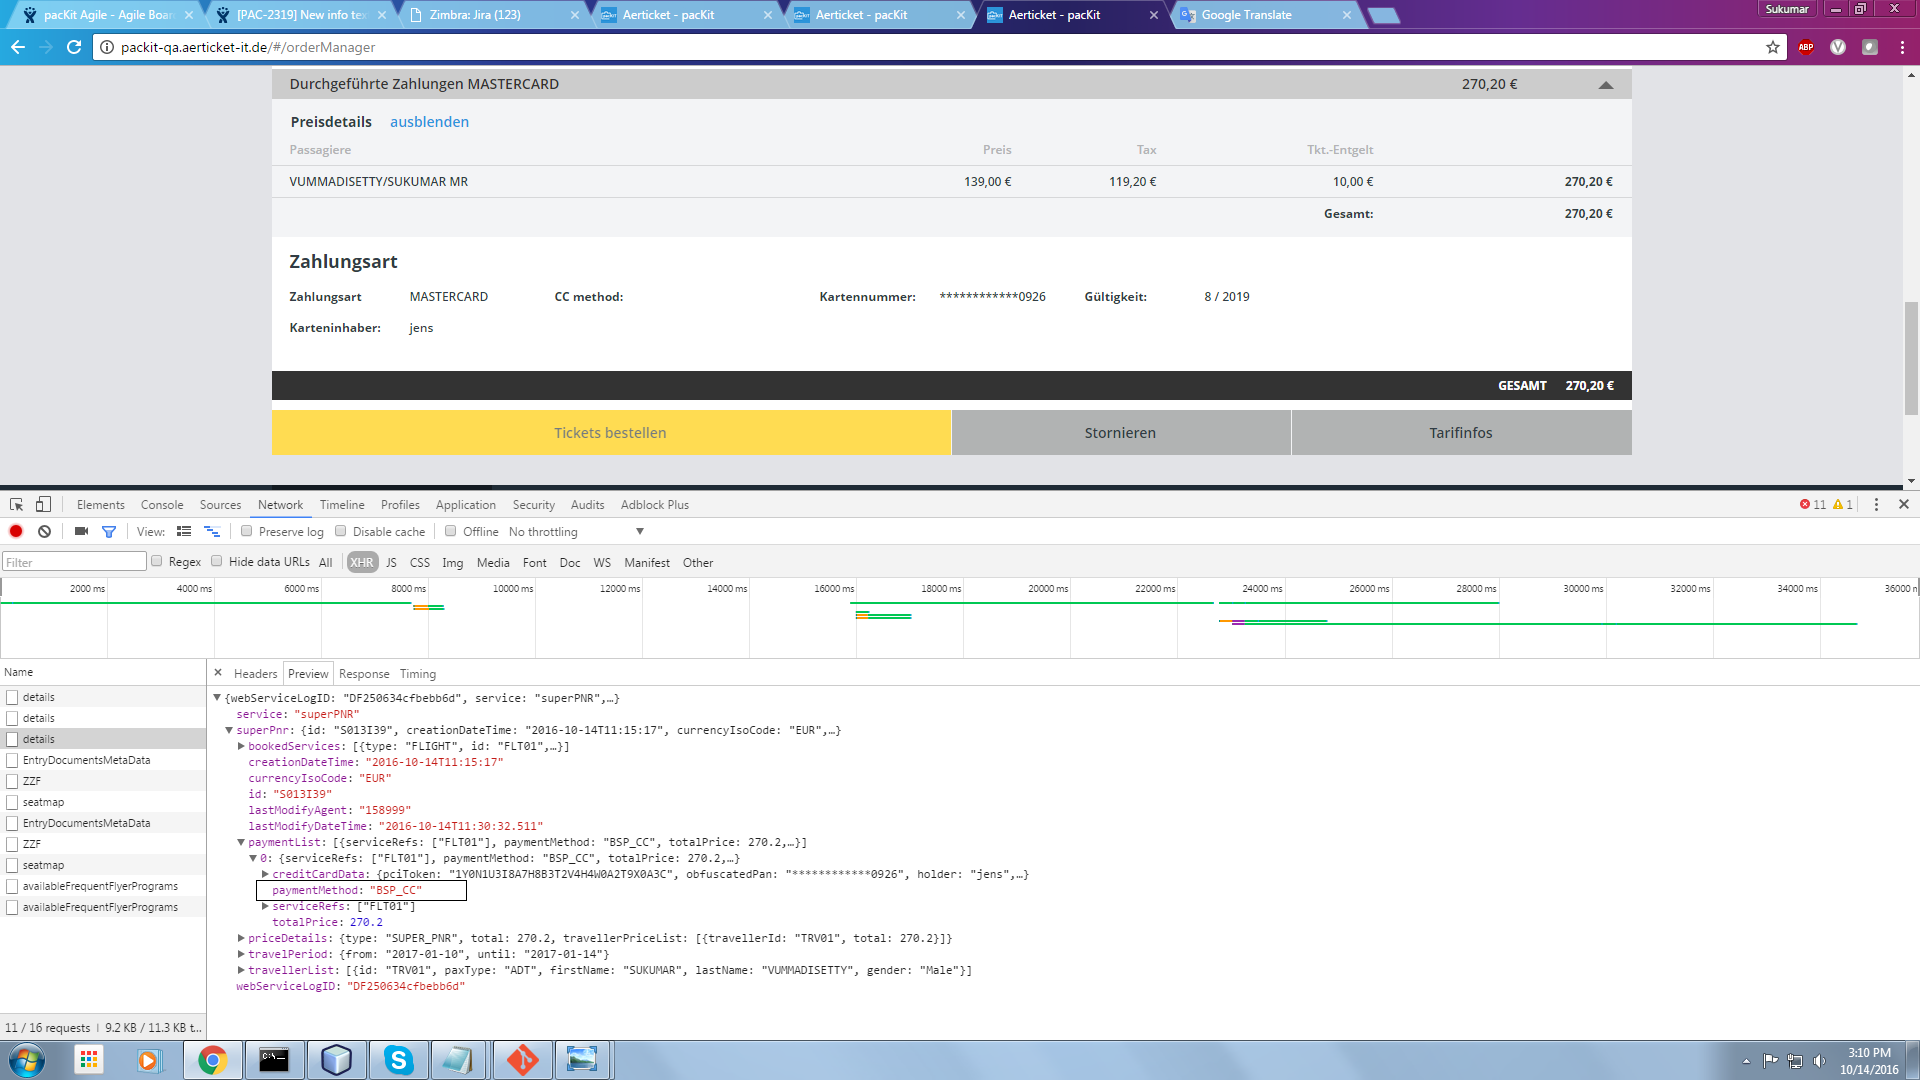 pacKit Agile - Agile Boar
[PAC-2319] New info tex
Zimbra: Jira (123)
Aerticket - pacKit
Aerticket - pacKit
Aerticket - pacKit
Google Translate
Sukumar
packit-qa.aerticket-it.de/#/orderManager
ABP
Durchgeführte Zahlungen MASTERCARD 270,20 €
Preisdetails ausblenden
Passagiere Preis Tax Tkt.-Entgelt
VUMMADISETTY/SUKUMAR MR 139,00 € 119,20 € 10,00 € 270,20 €
Gesamt: 270,20 €
Zahlungsart
Zahlungsart MASTERCARD CC method: Kartennummer: ************0926 Gültigkeit: 8 / 2019
Karteninhaber: jens
GESAMT 270,20 €
Tickets bestellen Stornieren Tarifinfos
Elements Console Sources Network Timeline Profiles Application Security Audits Adblock Plus 11 1
View: Preserve log Disable cache Offline No throttling
Filter Regex Hide data URLs All XHR JS CSS Img Media Font Doc WS Manifest Other
2000 ms 4000 ms 6000 ms 8000 ms 10000 ms 12000 ms 14000 ms 16000 ms 18000 ms 20000 ms 22000 ms 24000 ms 26000 ms 28000 ms 30000 ms 32000 ms 34000 ms 36000 m
Name
details
details
details
EntryDocumentsMetaData
ZZF
seatmap
EntryDocumentsMetaData
ZZF
seatmap
availableFrequentFlyerPrograms
availableFrequentFlyerPrograms
11 / 16 requests | 9.2 KB / 11.3 KB t...
Headers Preview Response Timing
{webServiceLogID: "DF250634cfbebb6d", service: "superPNR",…}
service: "superPNR"
superPnr: {id: "S013I39", creationDateTime: "2016-10-14T11:15:17", currencyIsoCode: "EUR",…}
bookedServices: [{type: "FLIGHT", id: "FLT01",…}]
creationDateTime: "2016-10-14T11:15:17"
currencyIsoCode: "EUR"
id: "S013I39"
lastModifyAgent: "158999"
lastModifyDateTime: "2016-10-14T11:30:32.511"
paymentList: [{serviceRefs: ["FLT01"], paymentMethod: "BSP_CC", totalPrice: 270.2,…}]
0: {serviceRefs: ["FLT01"], paymentMethod: "BSP_CC", totalPrice: 270.2,…}
creditCardData: {pciToken: "1Y0N1U3I8A7H8B3T2V4H4W0A2T9X0A3C", obfuscatedPan: "************0926", holder: "jens",…}
paymentMethod: "BSP_CC"
serviceRefs: ["FLT01"]
totalPrice: 270.2
priceDetails: {type: "SUPER_PNR", total: 270.2, travellerPriceList: [{travellerId: "TRV01", total: 270.2}]}
travelPeriod: {from: "2017-01-10", until: "2017-01-14"}
travellerList: [{id: "TRV01", paxType: "ADT", firstName: "SUKUMAR", lastName: "VUMMADISETTY", gender: "Male"}]
webServiceLogID: "DF250634cfbebb6d"
3:10 PM
10/14/2016